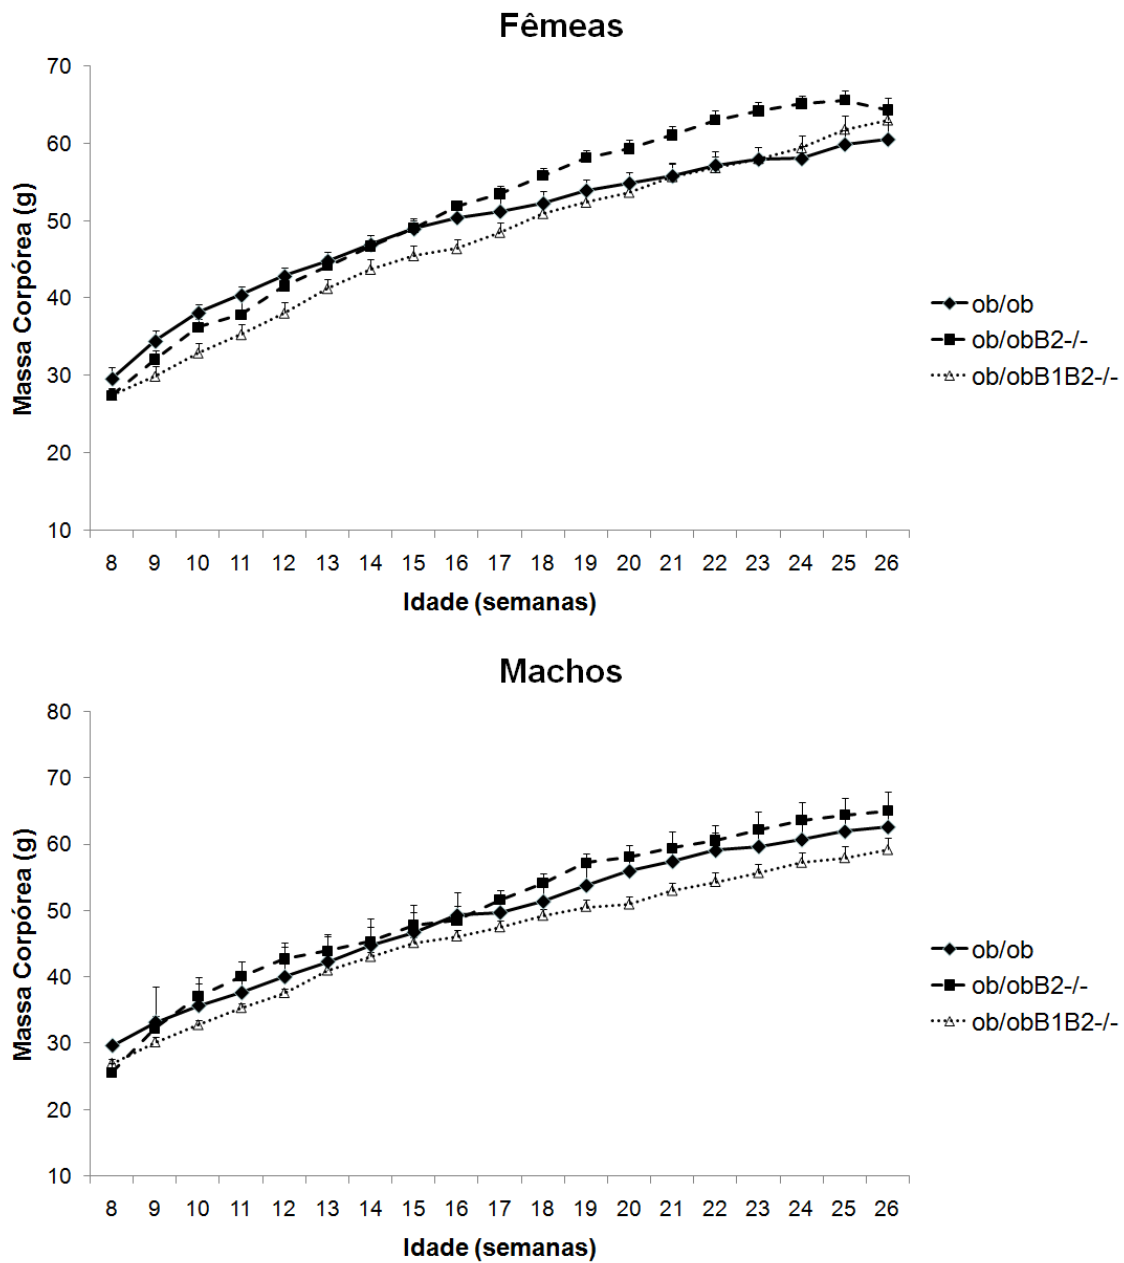 Fêmeas
Massa Corpórea (g)
70
60
50
40
30
20
10
8 9 10 11 12 13 14 15 16 17 18 19 20 21 22 23 24 25 26
Idade (semanas)
ob/ob
ob/obB2-/-
ob/obB1B2-/-
Machos
Massa Corpórea (g)
80
70
60
50
40
30
20
10
8 9 10 11 12 13 14 15 16 17 18 19 20 21 22 23 24 25 26
Idade (semanas)
ob/ob
ob/obB2-/-
ob/obB1B2-/-